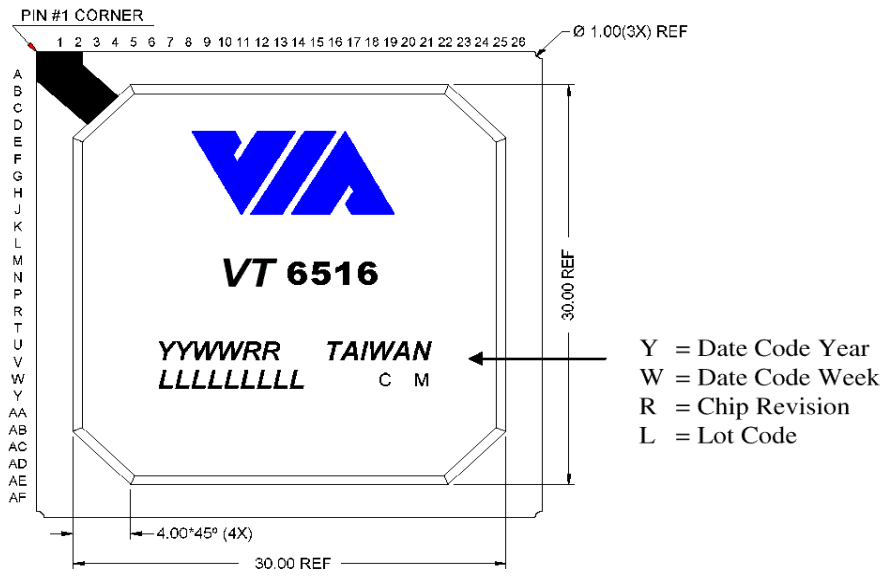 PIN #1 CORNER
1 2 3 4 5 6 7 8 9 10 11 12 13 14 15 16 17 18 19 20 21 22 23 24 25 26
Ø 1.00(3X) REF
A
B
C
D
E
F
G
H
J
K
L
M
N
P
R
T
U
V
W
Y
AA
AB
AC
AD
AE
AF
VIA
VT 6516
YYWWRR TAIWAN
LLLLLLLLL C M
30.00 REF
Y = Date Code Year
W = Date Code Week
R = Chip Revision
L = Lot Code
4.00*45º (4X)
30.00 REF